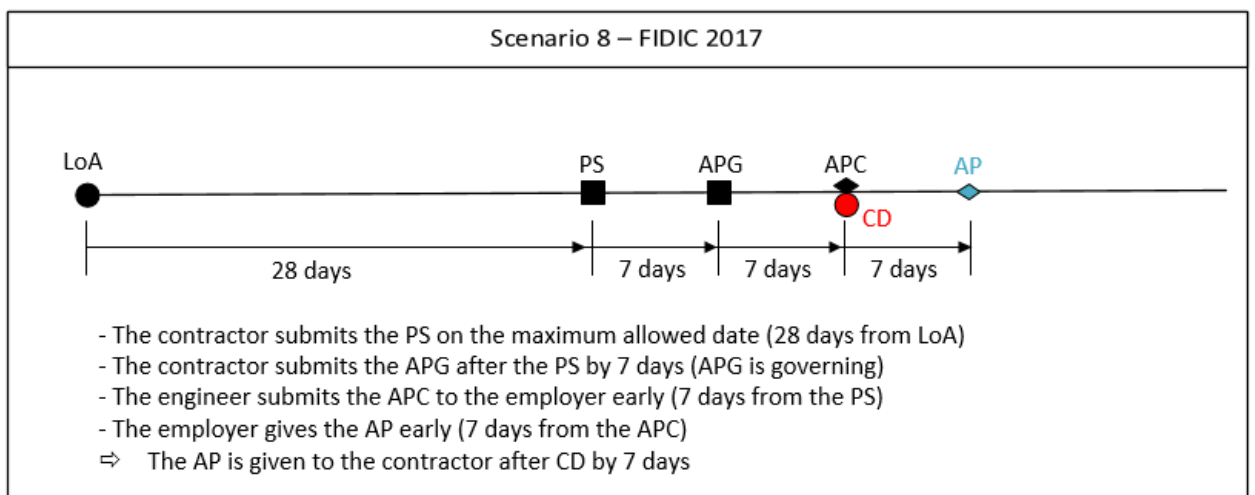 Scenario 8 – FIDIC 2017
LoA
PS
APG
APC
AP
CD
28 days
7 days
7 days
7 days
- The contractor submits the PS on the maximum allowed date (28 days from LoA)
- The contractor submits the APG after the PS by 7 days (APG is governing)
- The engineer submits the APC to the employer early (7 days from the PS)
- The employer gives the AP early (7 days from the APC)
⇨ The AP is given to the contractor after CD by 7 days